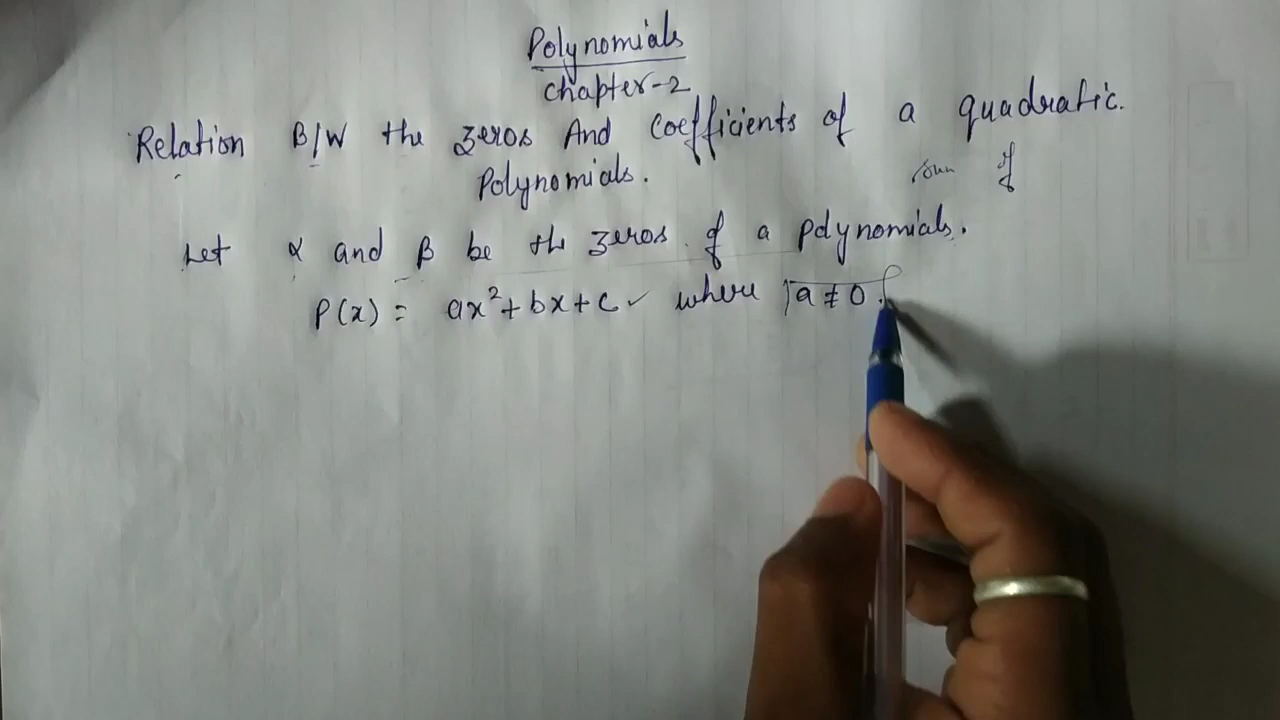 Polynomials
Chapter-2
Relation B/W the zeros And Coefficients of a quadratic.
Polynomials.
of
Let α and β be the zeros of a polynomials.
P(x) = ax² + bx + c ✓ where a ≠ 0.